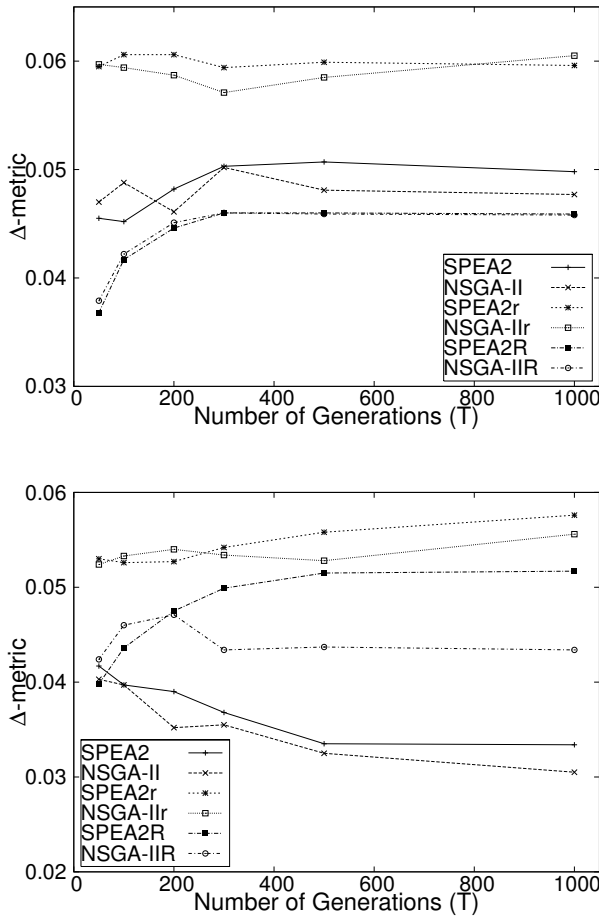 0.06
0.05
0.04
0.03
Δ-metric
SPEA2
NSGA-II
SPEA2r
NSGA-IIr
SPEA2R
NSGA-IIR
0 200 400 600 800 1000
Number of Generations (T)
0.06
0.05
0.04
0.03
0.02
Δ-metric
SPEA2
NSGA-II
SPEA2r
NSGA-IIr
SPEA2R
NSGA-IIR
0 200 400 600 800 1000
Number of Generations (T)